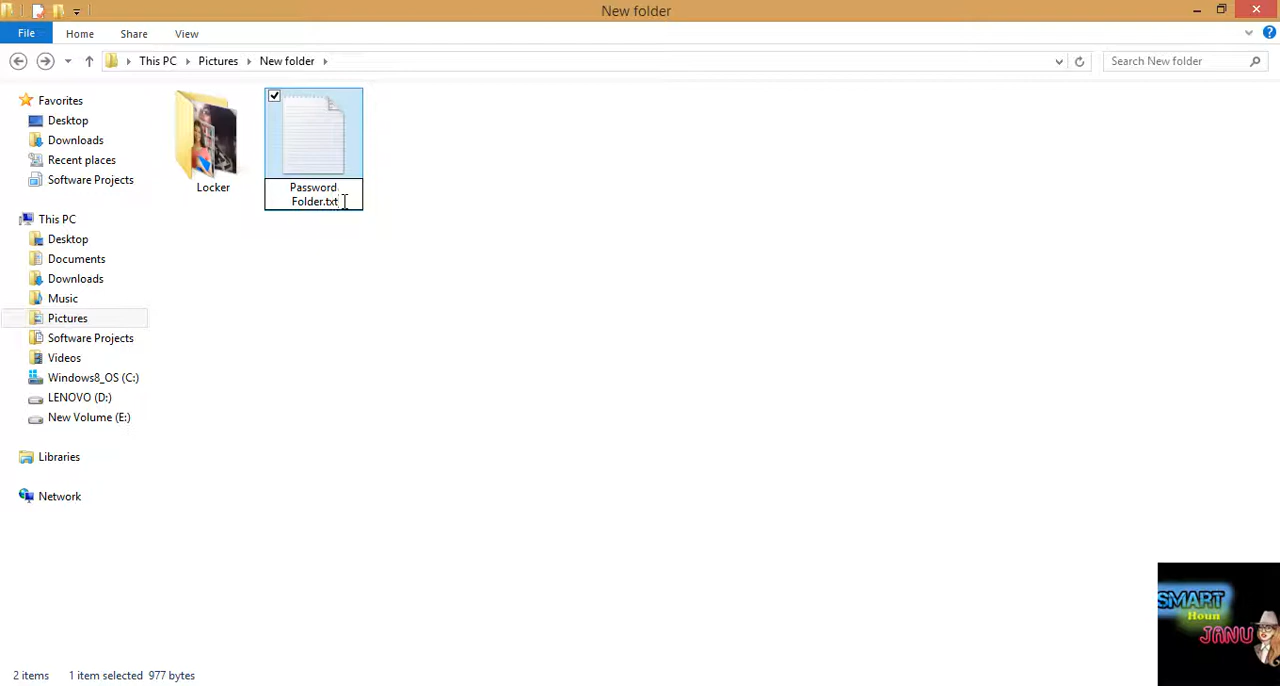 New folder
File
Home
Share
View
This PC
Pictures
New folder
Search New folder
Favorites
Desktop
Downloads
Recent places
Software Projects
This PC
Desktop
Documents
Downloads
Music
Pictures
Software Projects
Videos
Windows8_OS (C:)
LENOVO (D:)
New Volume (E:)
Libraries
Network
Locker
Password
Folder.txt
SMART
Houn
JANU
2 items
1 item selected 977 bytes